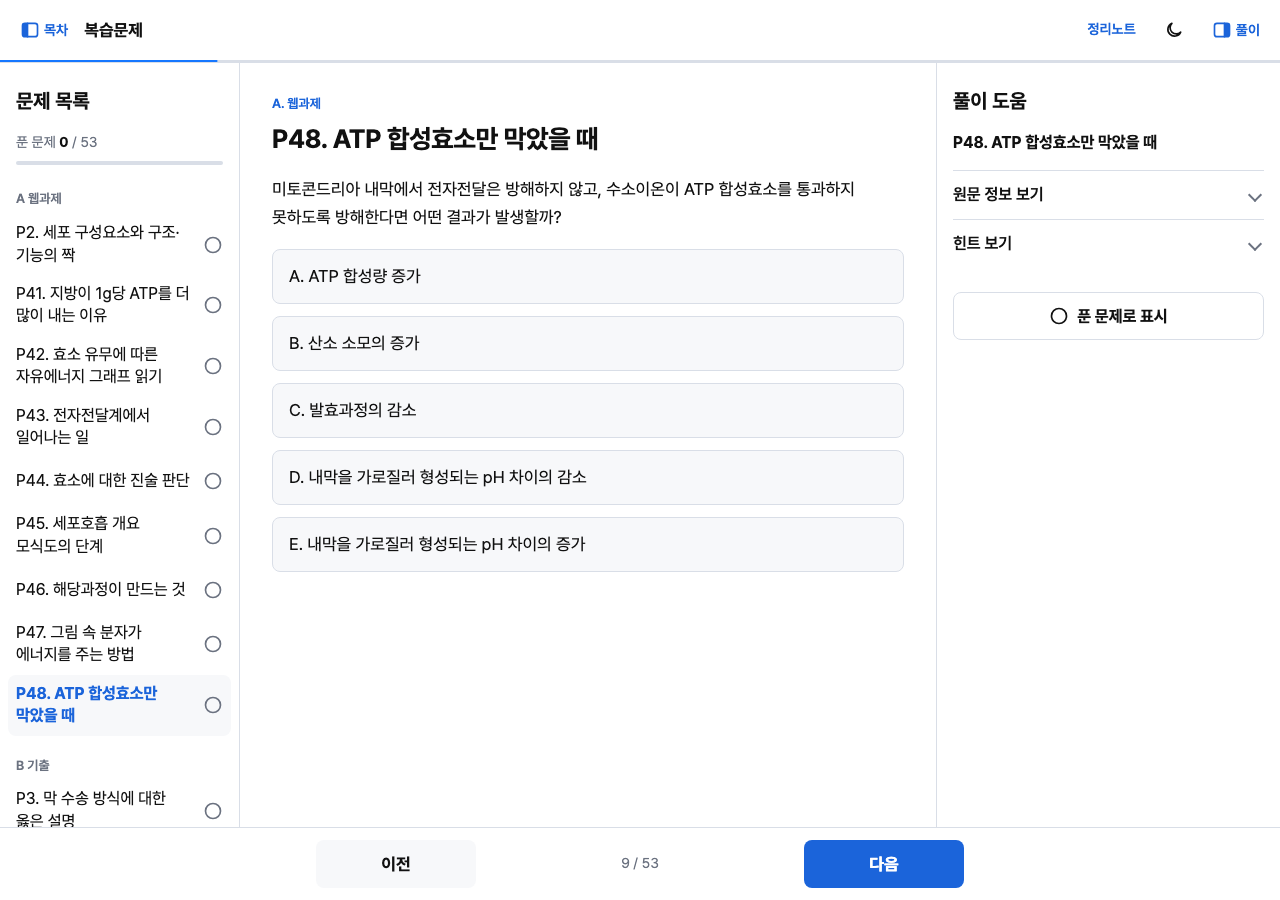 목차 복습문제
정리노트
풀이
문제 목록
푼 문제 0 / 53
A 웹과제
P2. 세포 구성요소와 구조·
기능의 짝
P41. 지방이 1g당 ATP를 더
많이 내는 이유
P42. 효소 유무에 따른
자유에너지 그래프 읽기
P43. 전자전달계에서
일어나는 일
P44. 효소에 대한 진술 판단
P45. 세포호흡 개요
모식도의 단계
P46. 해당과정이 만드는 것
P47. 그림 속 분자가
에너지를 주는 방법
P48. ATP 합성효소만
막았을 때
B 기출
P3. 막 수송 방식에 대한
옳은 설명
A. 웹과제
P48. ATP 합성효소만 막았을 때
미토콘드리아 내막에서 전자전달은 방해하지 않고, 수소이온이 ATP 합성효소를 통과하지
못하도록 방해한다면 어떤 결과가 발생할까?
A. ATP 합성량 증가
B. 산소 소모의 증가
C. 발효과정의 감소
D. 내막을 가로질러 형성되는 pH 차이의 감소
E. 내막을 가로질러 형성되는 pH 차이의 증가
풀이 도움
P48. ATP 합성효소만 막았을 때
원문 정보 보기
힌트 보기
푼 문제로 표시
이전
9 / 53
다음